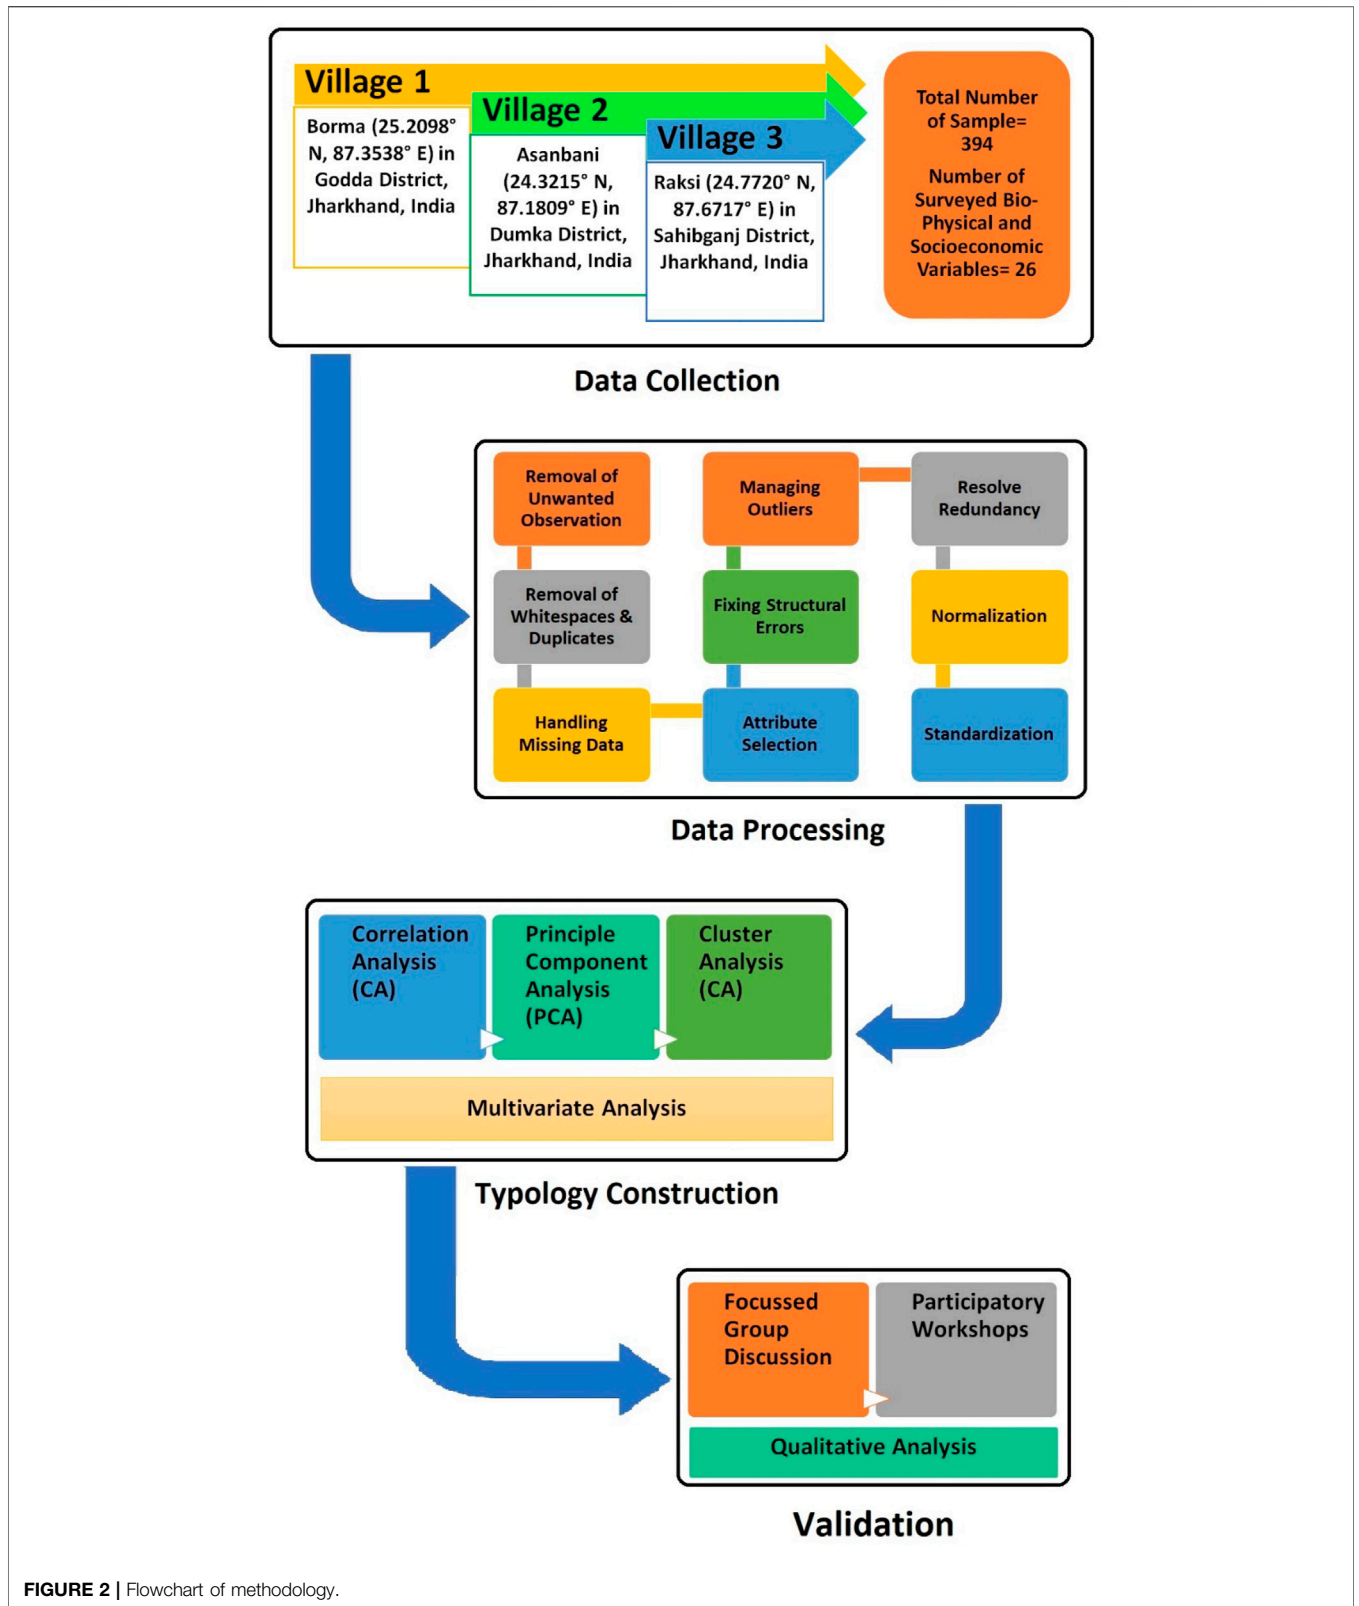 Village 1
Borma (25.2098°
N, 87.3538° E) in
Godda District,
Jharkhand, India
Village 2
Asanbani
(24.3215° N,
87.1809° E) in
Dumka District,
Jharkhand, India
Village 3
Raksi (24.7720° N,
87.6717° E) in
Sahibganj District,
Jharkhand, India
Total Number
of Sample=
394
Number of
Surveyed Bio-
Physical and
Socioeconomic
Variables= 26
Data Collection
Removal of
Unwanted
Observation
Removal of
Whitespaces &
Duplicates
Handling
Missing Data
Attribute
Selection
Fixing Structural
Errors
Managing
Outliers
Resolve
Redundancy
Normalization
Standardization
Data Processing
Correlation
Analysis
(CA)
Principle
Component
Analysis
(PCA)
Cluster
Analysis
(CA)
Multivariate Analysis
Typology Construction
Focussed
Group
Discussion
Participatory
Workshops
Qualitative Analysis
Validation
FIGURE 2 | Flowchart of methodology.